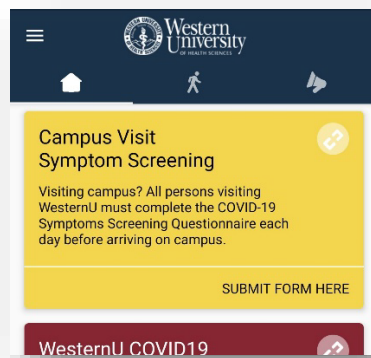 Western
University
OF HEALTH SCIENCES
Campus Visit
Symptom Screening
Visiting campus? All persons visiting
WesternU must complete the COVID-19
Symptoms Screening Questionnaire each
day before arriving on campus.
SUBMIT FORM HERE
WesternU COVID19